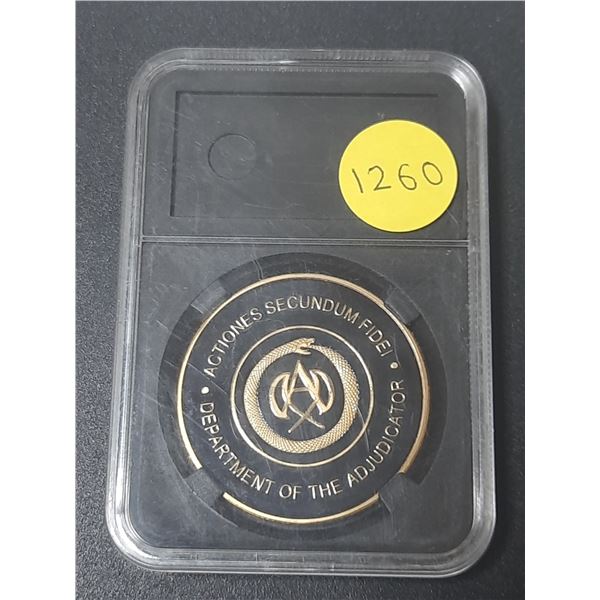 1260
• ACTIONES SECUNDUM FIDEI •
DEPARTMENT OF THE ADJUDICATOR